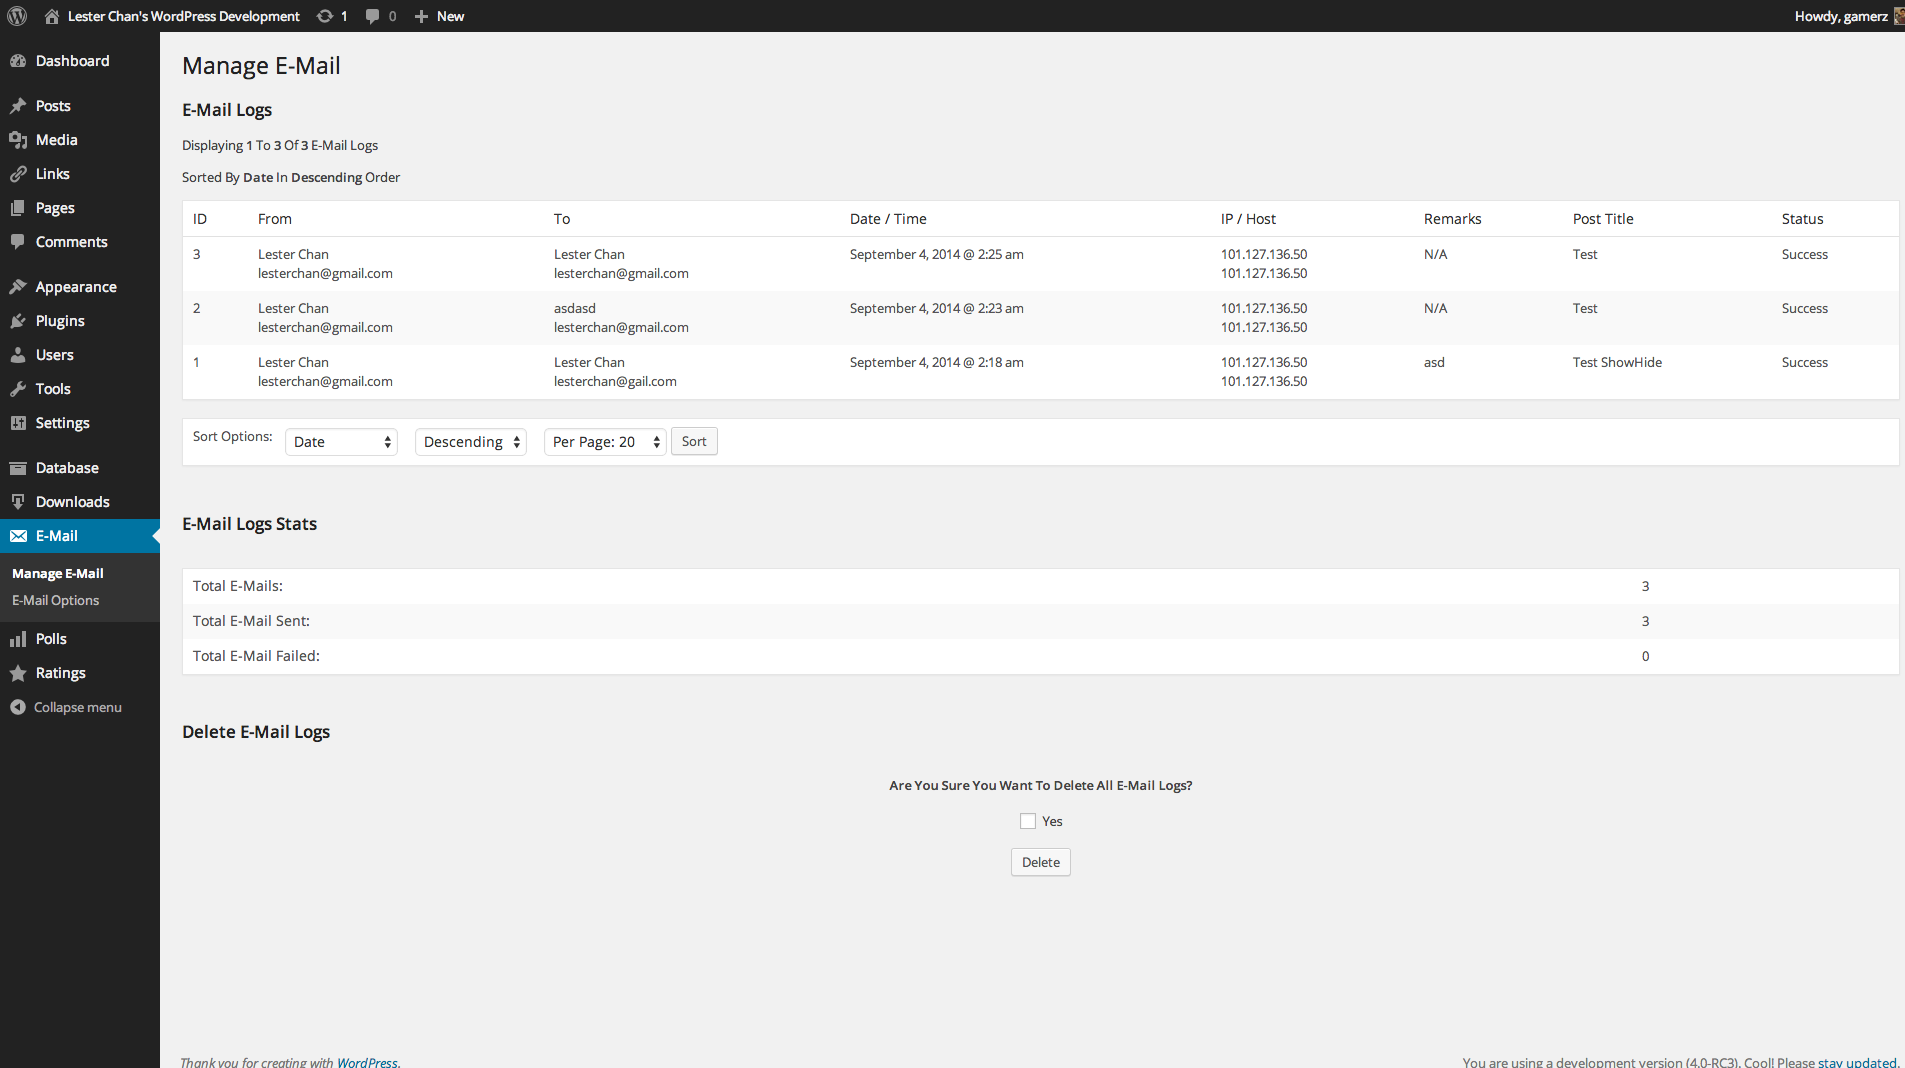 Lester Chan's WordPress Development 1 0 New Howdy, gamerz
Dashboard
Posts
Media
Links
Pages
Comments
Appearance
Plugins
Users
Tools
Settings
Database
Downloads
E-Mail
Manage E-Mail
E-Mail Options
Polls
Ratings
Collapse menu
Manage E-Mail
E-Mail Logs
Displaying 1 To 3 Of 3 E-Mail Logs
Sorted By Date In Descending Order
ID From To Date / Time IP / Host Remarks Post Title Status
3 Lester Chan Lester Chan September 4, 2014 @ 2:25 am 101.127.136.50 N/A Test Success
lesterchan@gmail.com lesterchan@gmail.com 101.127.136.50
2 Lester Chan asdasd September 4, 2014 @ 2:23 am 101.127.136.50 N/A Test Success
lesterchan@gmail.com lesterchan@gmail.com 101.127.136.50
1 Lester Chan Lester Chan September 4, 2014 @ 2:18 am 101.127.136.50 asd Test ShowHide Success
lesterchan@gmail.com lesterchan@gail.com 101.127.136.50
Sort Options: Date Descending Per Page: 20 Sort
E-Mail Logs Stats
Total E-Mails: 3
Total E-Mail Sent: 3
Total E-Mail Failed: 0
Delete E-Mail Logs
Are You Sure You Want To Delete All E-Mail Logs?
Yes
Delete
Thank you for creating with WordPress. You are using a development version (4.0-RC3). Cool! Please stay updated.